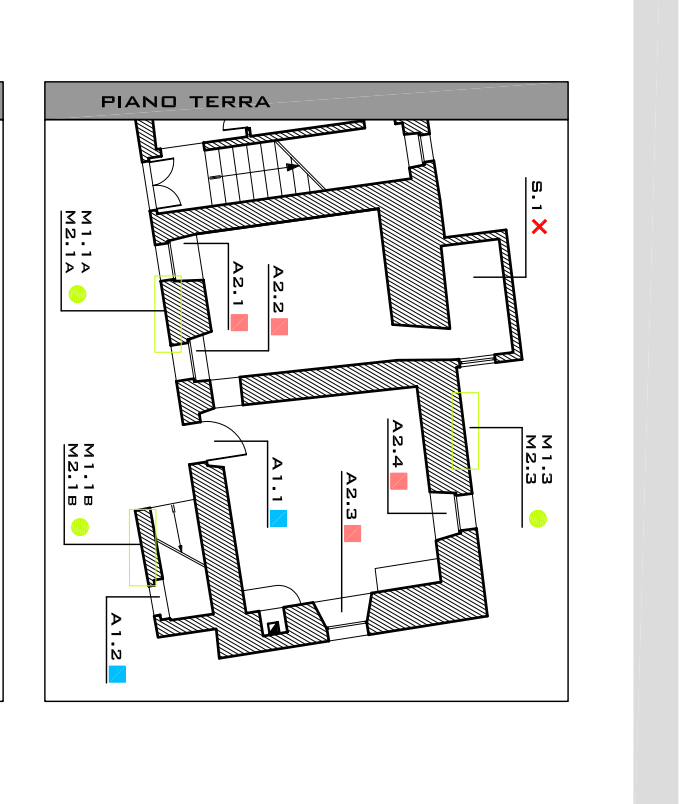 PIANO TERRA
S.1
M1.1A
M2.1A
A2.1
A2.2
M1.3
M2.3
A2.4
A1.1
A2.3
M1.1B
M2.1B
A1.2